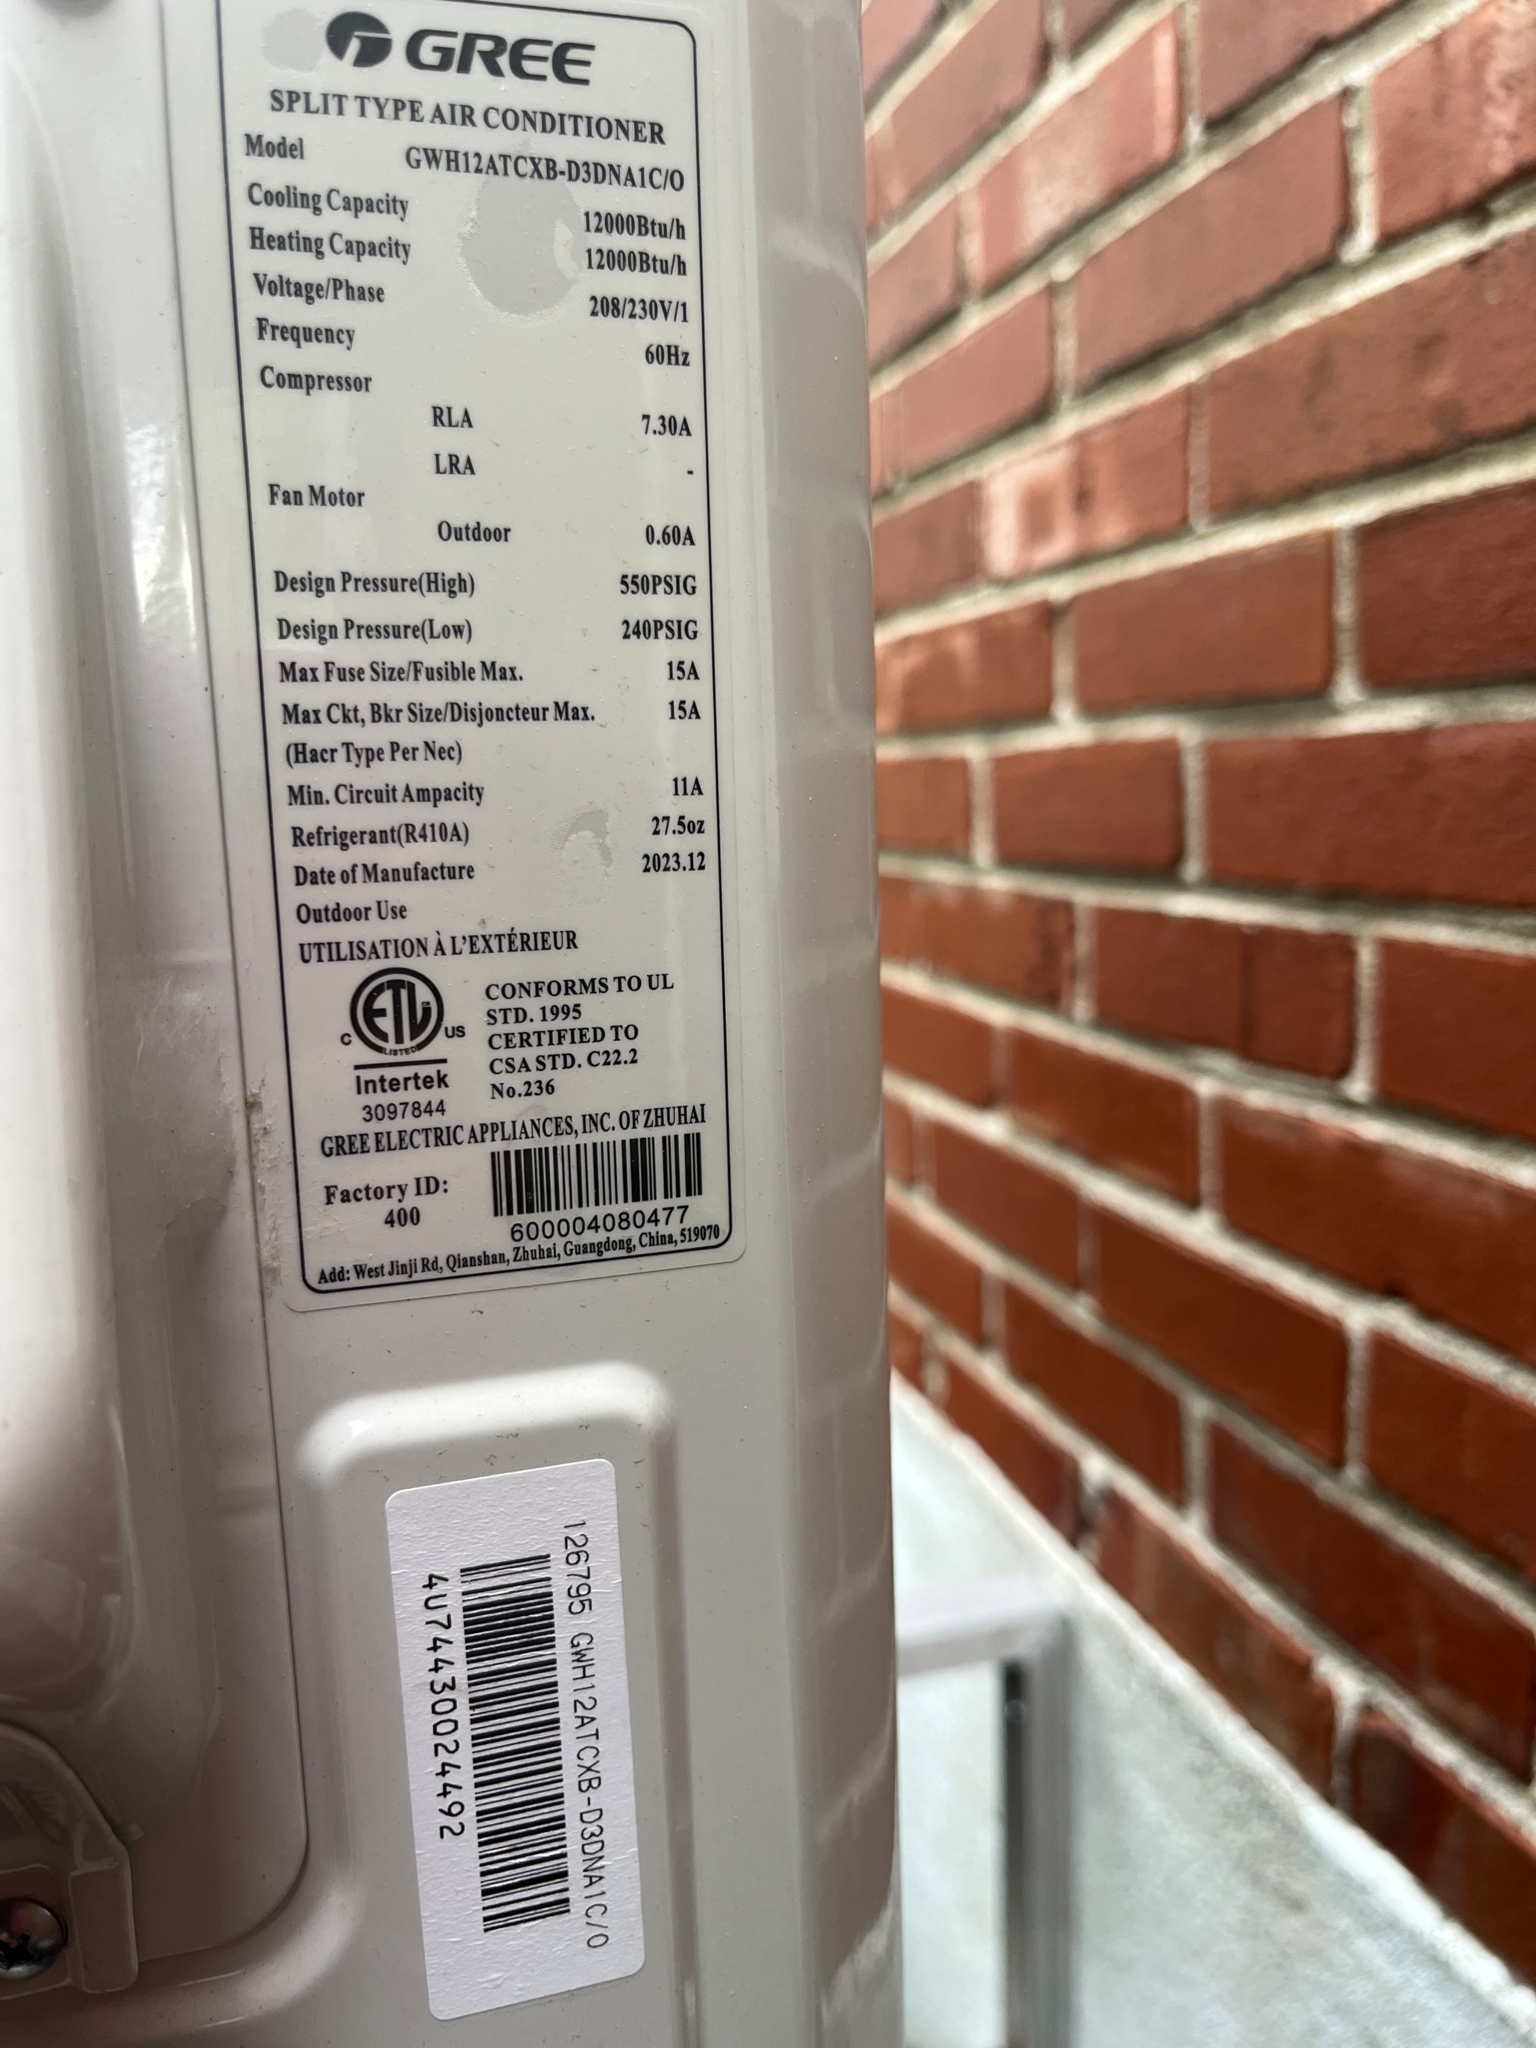 GREE
SPLIT TYPE AIR CONDITIONER
Model GWH12ATCXB-D3DNA1C/O
Cooling Capacity 12000Btu/h
Heating Capacity 12000Btu/h
Voltage/Phase 208/230V/1
Frequency 60Hz
Compressor
RLA 7.30A
LRA -
Fan Motor
Outdoor 0.60A
Design Pressure(High) 550PSIG
Design Pressure(Low) 240PSIG
Max Fuse Size/Fusible Max. 15A
Max Ckt, Bkr Size/Disjoncteur Max. 15A
(Hacr Type Per Nec)
Min. Circuit Ampacity 11A
Refrigerant(R410A) 27.5oz
Date of Manufacture 2023.12
Outdoor Use
UTILISATION À L'EXTÉRIEUR
C ETL US
LISTED
Intertek
3097844
CONFORMS TO UL
STD. 1995
CERTIFIED TO
CSA STD. C22.2
No.236
GREE ELECTRIC APPLIANCES, INC. OF ZHUHAI
Factory ID:
400
600004080477
Add: West Jinji Rd, Qianshan, Zhuhai, Guangdong, China, 519070
126795 GWH12ATCXB-D3DNA1C/O
4U74430024492